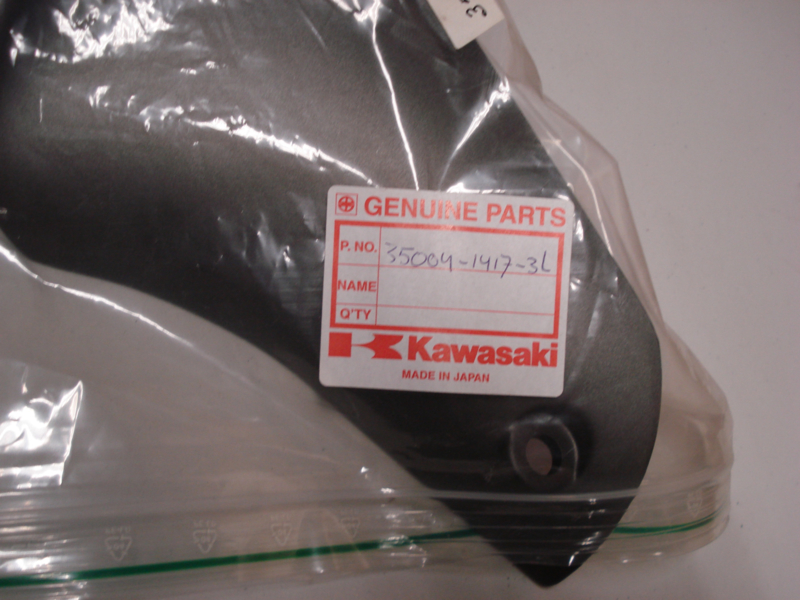 GENUINE PARTS
P. NO. 35004-1417-3L
NAME
Q'TY
Kawasaki
MADE IN JAPAN